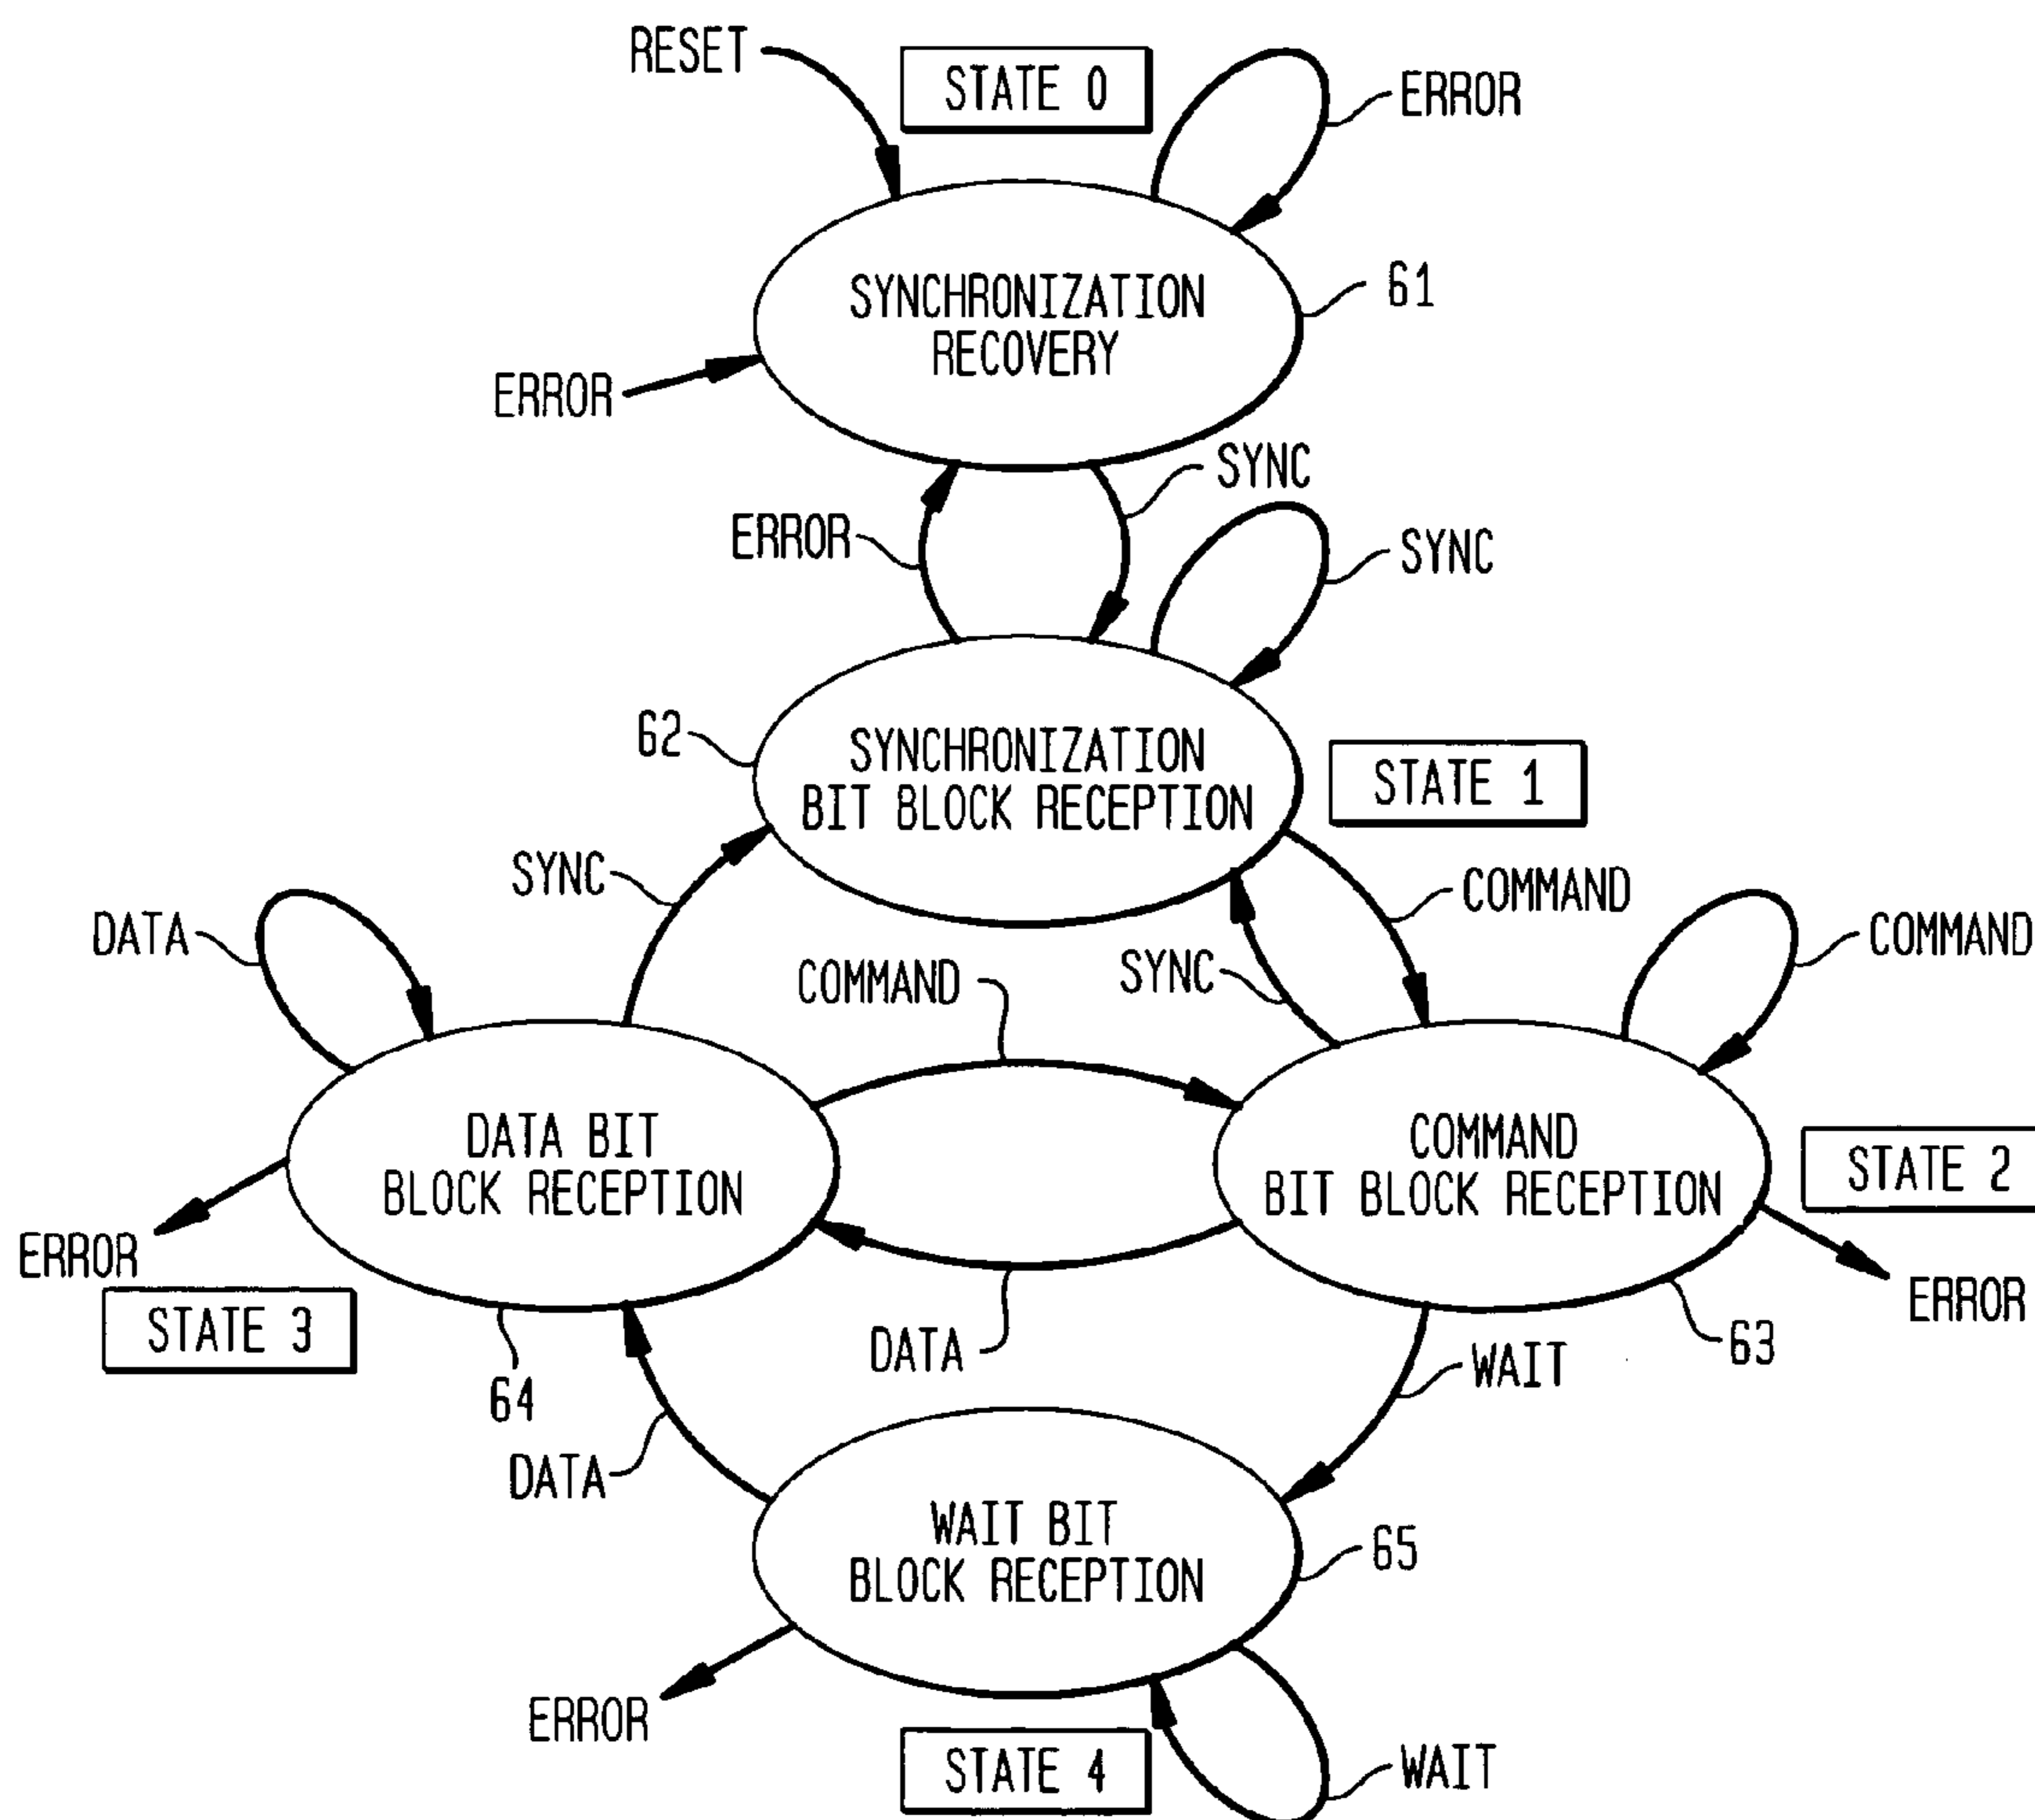 RESET
STATE 0
ERROR
SYNCHRONIZATION
RECOVERY
61
ERROR
SYNC
ERROR
SYNC
62
SYNCHRONIZATION
BIT BLOCK RECEPTION
STATE 1
SYNC
COMMAND
DATA
COMMAND
SYNC
COMMAND
DATA BIT
BLOCK RECEPTION
COMMAND
BIT BLOCK RECEPTION
STATE 2
ERROR
STATE 3
ERROR
64
DATA
63
WAIT
DATA
WAIT BIT
BLOCK RECEPTION
65
ERROR
STATE 4
WAIT